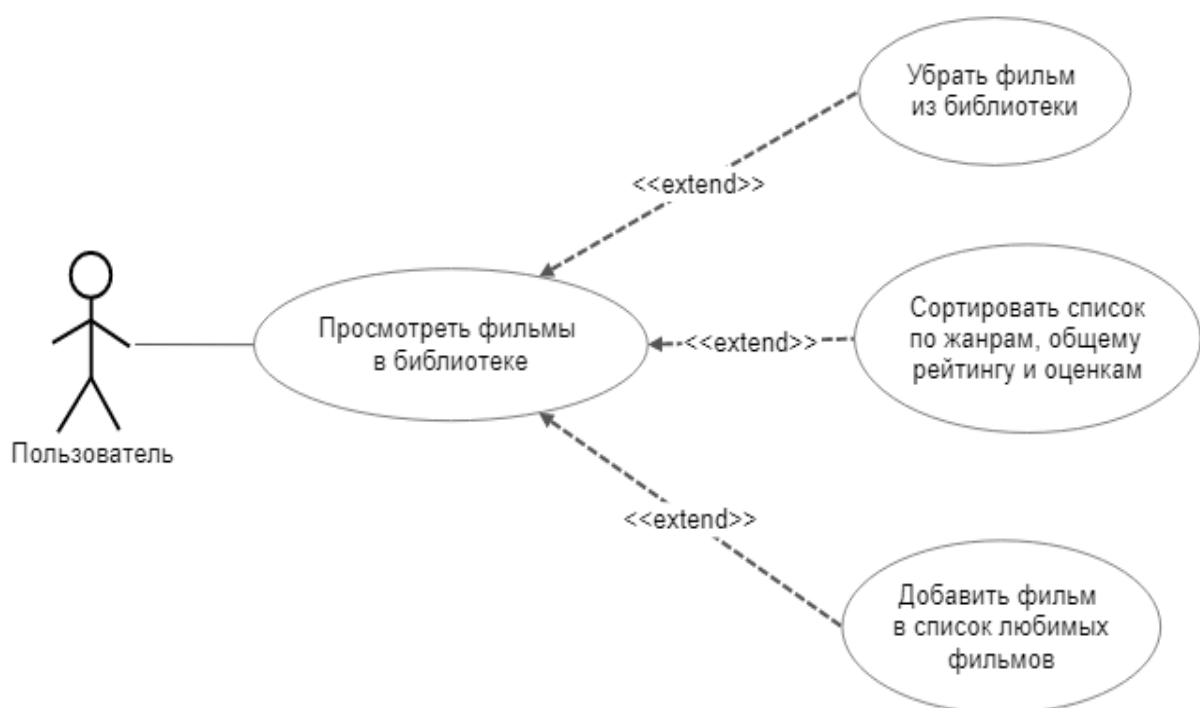 Убрать фильм
из библиотеки
<<extend>>
Просмотреть фильмы
в библиотеке
<<extend>>
Сортировать список
по жанрам, общему
рейтингу и оценкам
Пользователь
<<extend>>
Добавить фильм
в список любимых
фильмов